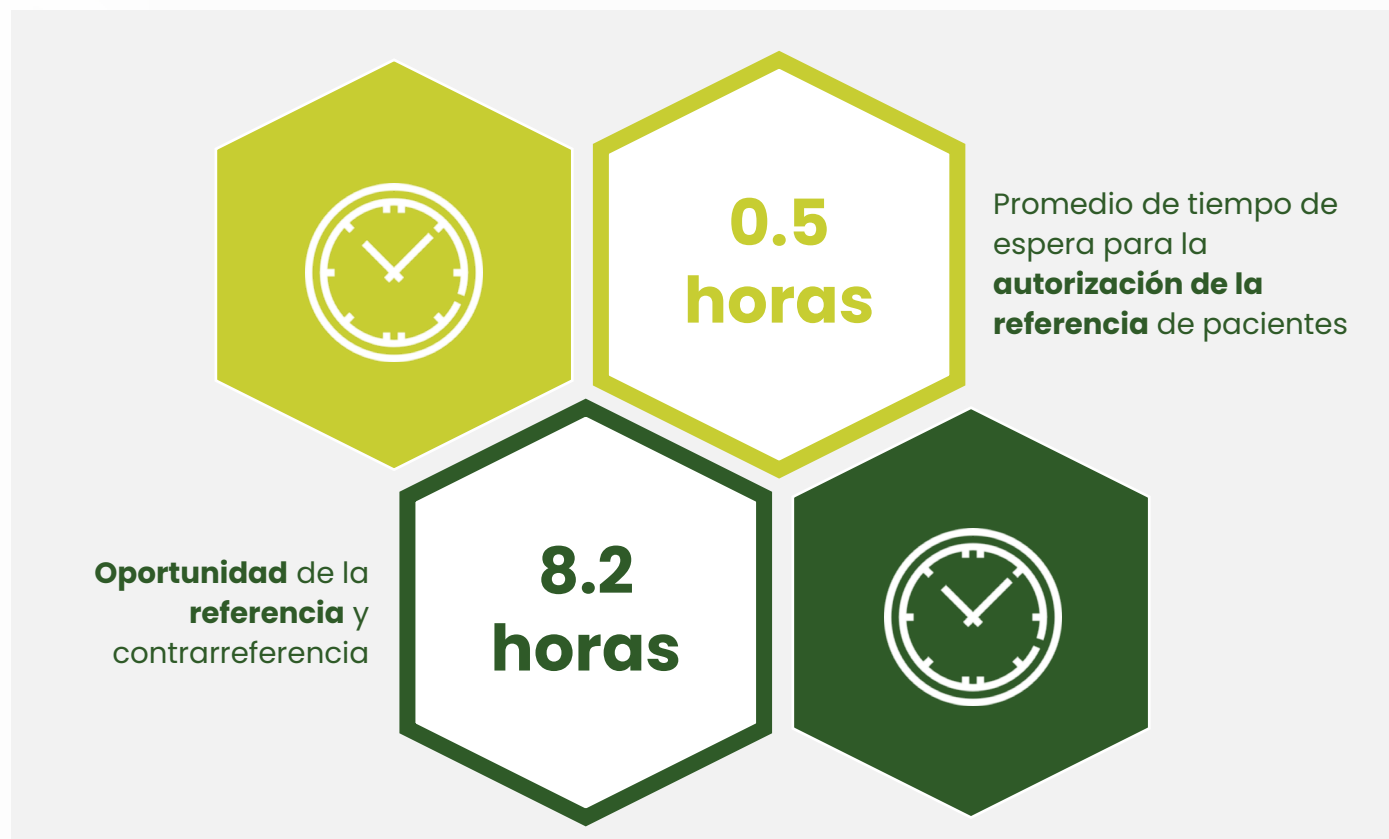 0.5
horas
Promedio de tiempo de
espera para la
autorización de la
referencia de pacientes
Oportunidad de la
referencia y
contrarreferencia
8.2
horas